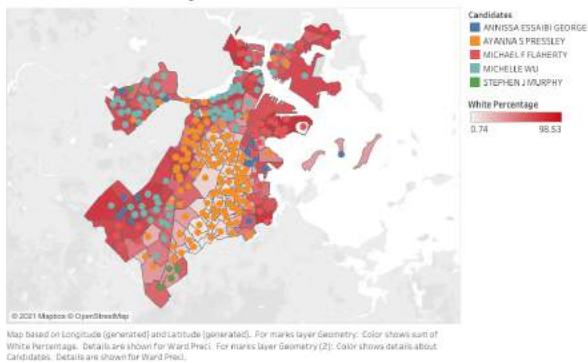 Candidates
ANNISSA ESSAIBI GEORGE
AYANNA S PRESSLEY
MICHAEL F FLAHERTY
MICHELLE WU
STEPHEN J MURPHY
White Percentage
0.74 98.53
© 2021 Mapbox © OpenStreetMap
Map based on Longitude (generated) and Latitude (generated). For marks layer Geometry: Color shows sum of
White Percentage. Details are shown for Ward Preci. For marks layer Geometry (2): Color shows details about
Candidates. Details are shown for Ward Preci.